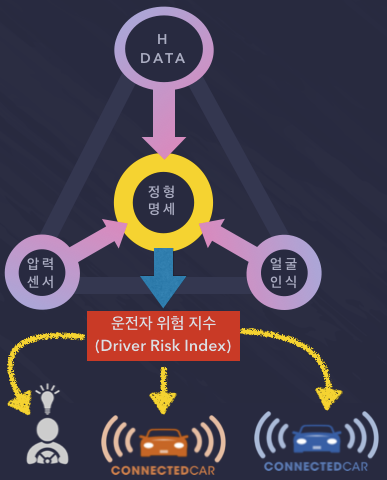 H
DATA
정형
명세
압력
센서
얼굴
인식
운전자 위험 지수
(Driver Risk Index)
CONNECTEDCAR
CONNECTEDCAR